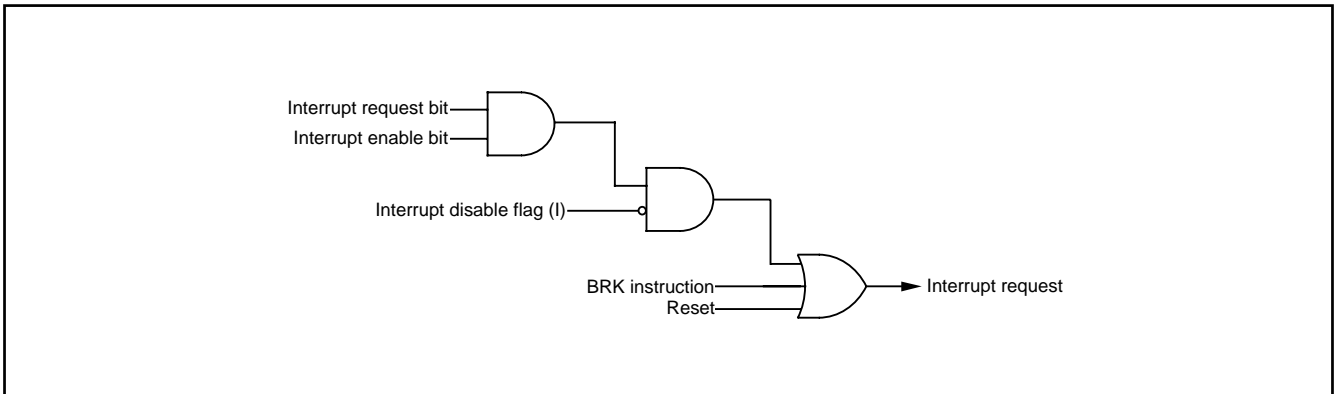 Interrupt request bit
Interrupt enable bit
Interrupt disable flag (I)
BRK instruction
Reset
Interrupt request